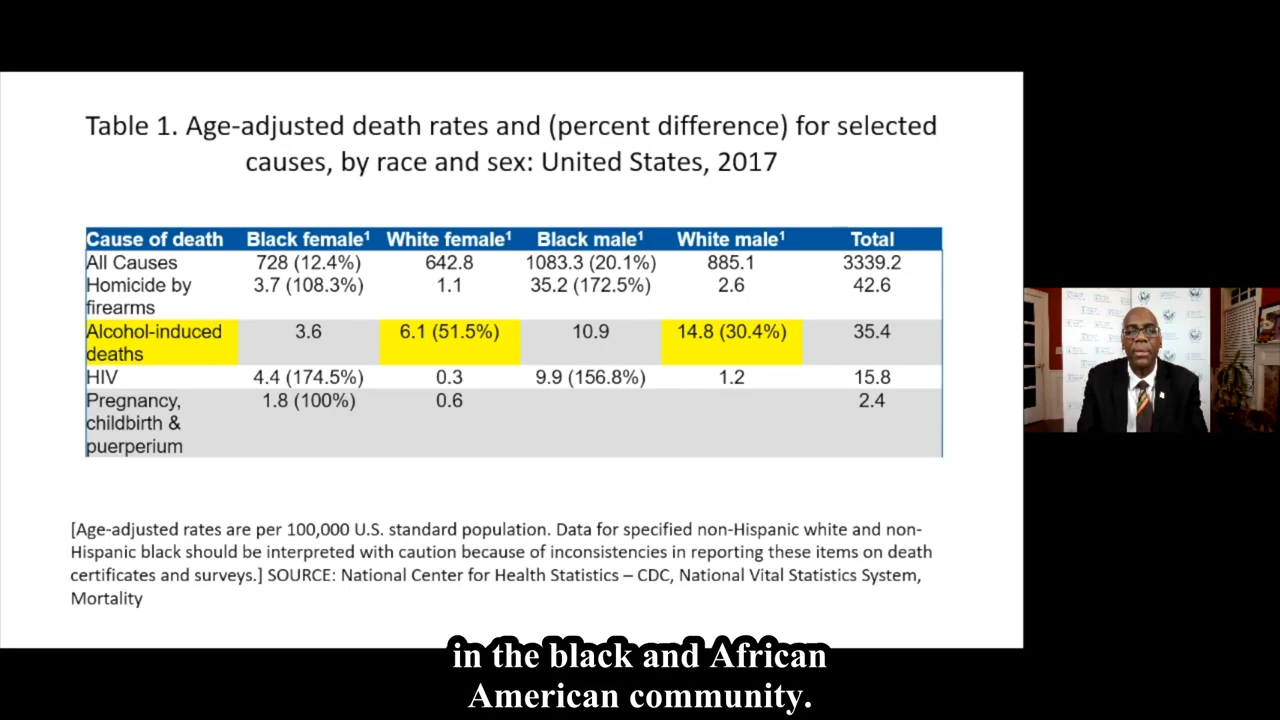 Table 1. Age-adjusted death rates and (percent difference) for selected
causes, by race and sex: United States, 2017
Cause of death Black female¹ White female¹ Black male¹ White male¹ Total
All Causes 728 (12.4%) 642.8 1083.3 (20.1%) 885.1 3339.2
Homicide by 3.7 (108.3%) 1.1 35.2 (172.5%) 2.6 42.6
firearms
Alcohol-induced 3.6 6.1 (51.5%) 10.9 14.8 (30.4%) 35.4
deaths
HIV 4.4 (174.5%) 0.3 9.9 (156.8%) 1.2 15.8
Pregnancy, 1.8 (100%) 0.6 2.4
childbirth &
puerperium
[Age-adjusted rates are per 100,000 U.S. standard population. Data for specified non-Hispanic white and non-
Hispanic black should be interpreted with caution because of inconsistencies in reporting these items on death
certificates and surveys.] SOURCE: National Center for Health Statistics – CDC, National Vital Statistics System,
Mortality
in the black and African
American community.